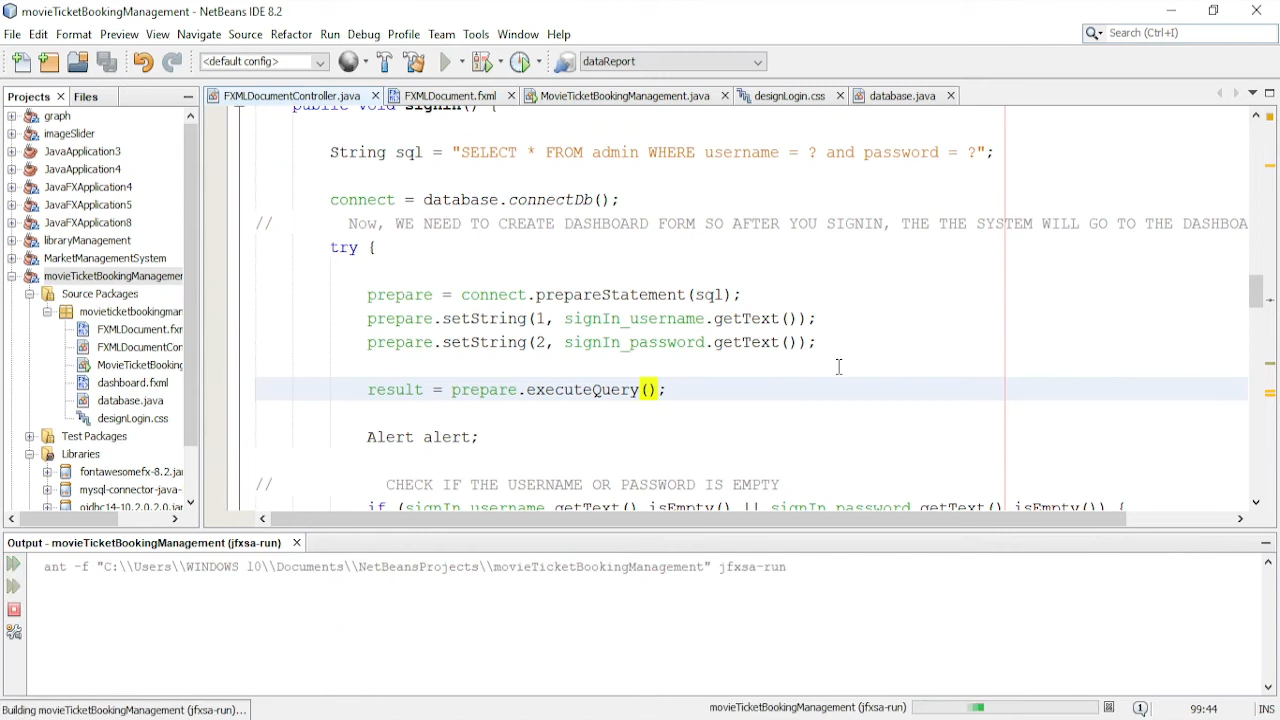 movieTicketBookingManagement - NetBeans IDE 8.2
File Edit Format Preview View Navigate Source Refactor Run Debug Profile Team Tools Window Help
Search (Ctrl+I)
<default config>
dataReport
Projects
Files
FXMLDocumentController.java
FXMLDocument.fxml
MovieTicketBookingManagement.java
designLogin.css
database.java
graph
imageSlider
JavaApplication3
JavaApplication4
JavaFXApplication4
JavaFXApplication5
JavaFXApplication8
libraryManagement
MarketManagementSystem
movieTicketBookingManagemer
Source Packages
movieticketbookingmar
FXMLDocument.fxm
FXMLDocumentCor
MovieTicketBooking
dashboard.fxml
database.java
designLogin.css
Test Packages
Libraries
fontawesomefx-8.2.jar
mysql-connector-java-
ojdbc14-10.2.0.2.0.jar
public void signin() {
String sql = "SELECT * FROM admin WHERE username = ? and password = ?";
connect = database.connectDb();
// Now, WE NEED TO CREATE DASHBOARD FORM SO AFTER YOU SIGNIN, THE THE SYSTEM WILL GO TO THE DASHBOA
try {
prepare = connect.prepareStatement(sql);
prepare.setString(1, signIn_username.getText());
prepare.setString(2, signIn_password.getText());
result = prepare.executeQuery();
Alert alert;
// CHECK IF THE USERNAME OR PASSWORD IS EMPTY
if (signIn_username.getText().isEmpty() || signIn_password.getText().isEmpty()) {
Output - movieTicketBookingManagement (jfxsa-run)
ant -f "C:\\Users\\WINDOWS 10\\Documents\\NetBeansProjects\\movieTicketBookingManagement" jfxsa-run
Building movieTicketBookingManagement (jfxsa-run)...
movieTicketBookingManagement (jfxsa-run)
99:44
INS